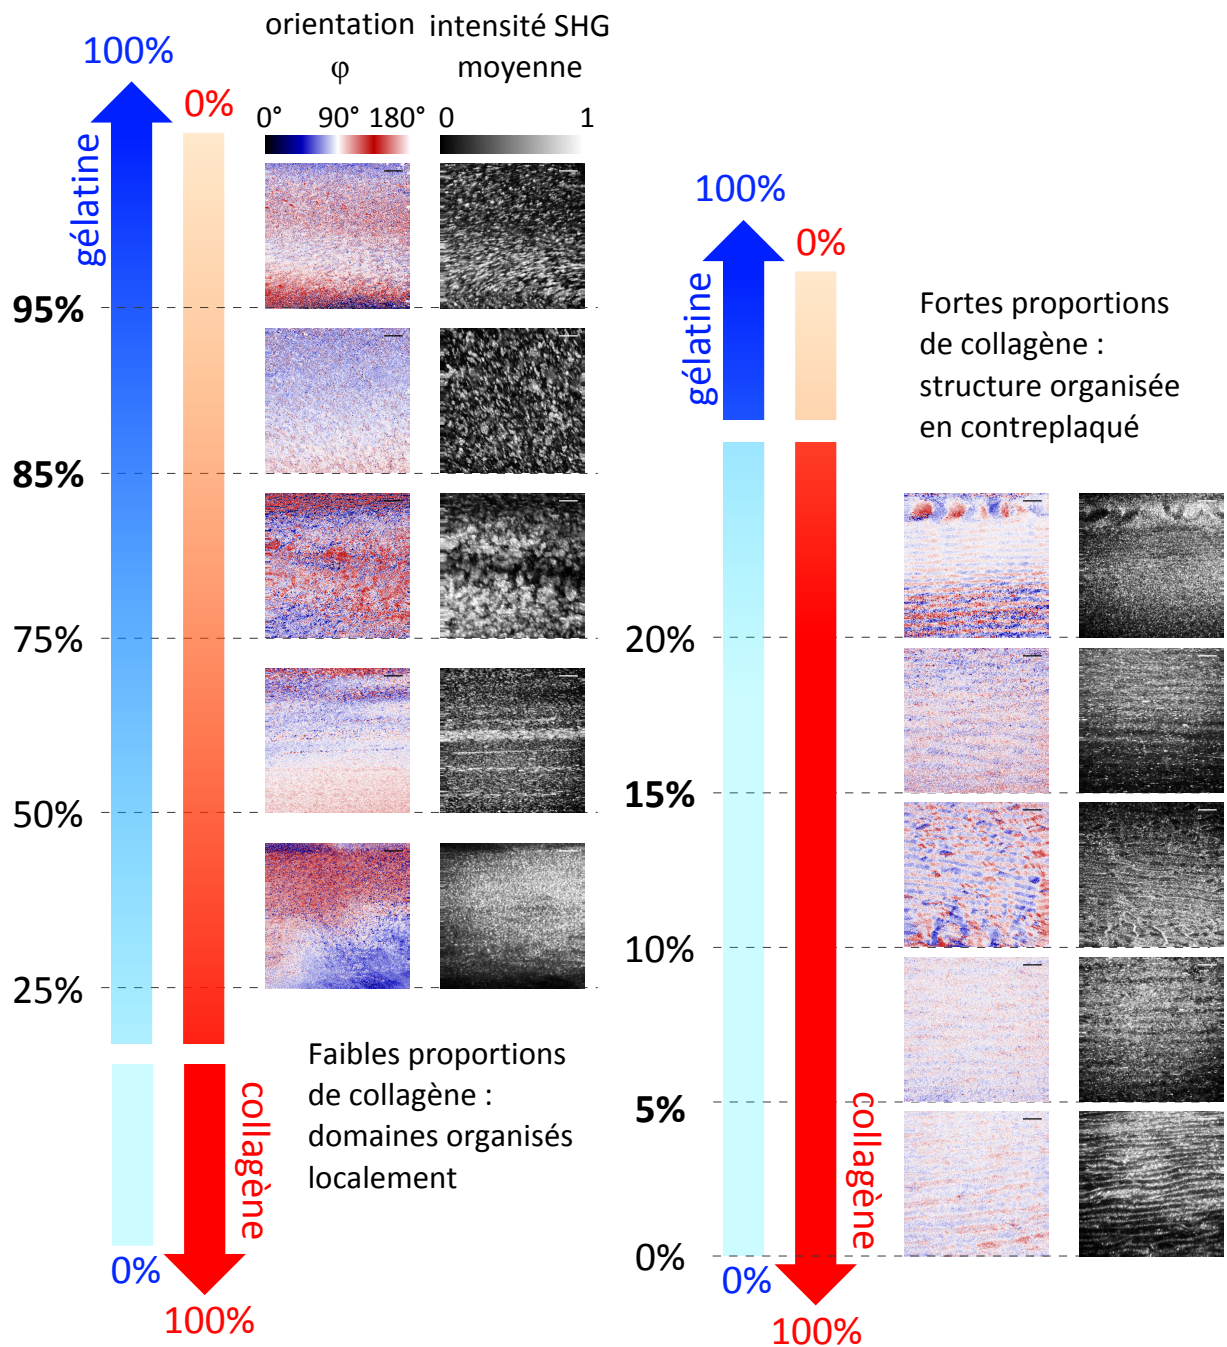 orientation
φ
intensité SHG
moyenne
0° 90° 180°
0 1
100%
0%
gélatine
95%
85%
75%
50%
25%
Faibles proportions
de collagène :
domaines organisés
localement
collagène
0%
100%
100%
0%
gélatine
Fortes proportions
de collagène :
structure organisée
en contreplaqué
20%
15%
10%
5%
0%
collagène
0%
100%